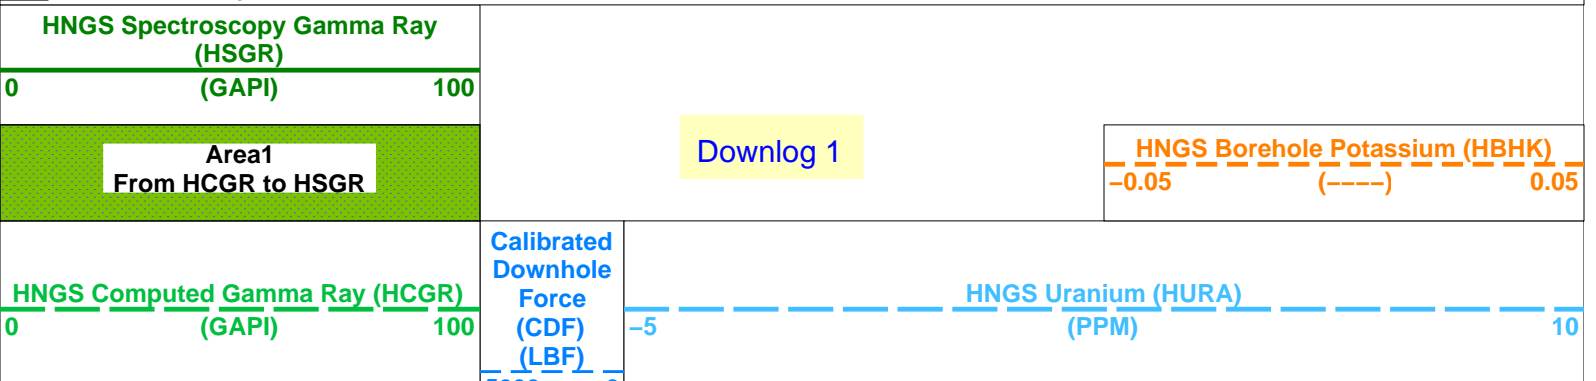 HNGS Spectroscopy Gamma Ray
(HSGR)
0 (GAPI) 100
Area1
From HCGR to HSGR
Downlog 1
HNGS Borehole Potassium (HBHK)
−0.05 (−−−−) 0.05
HNGS Computed Gamma Ray (HCGR)
0 (GAPI) 100
Calibrated
Downhole
Force
(CDF)
(LBF)
HNGS Uranium (HURA)
−5 (PPM) 10